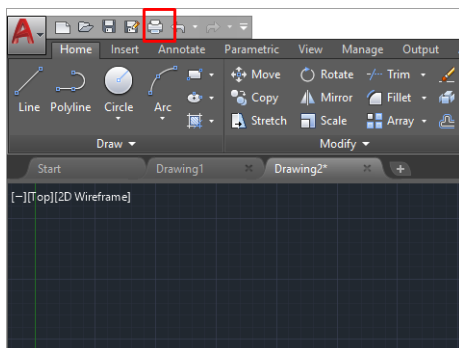 A
Home Insert Annotate Parametric View Manage Output
Line Polyline Circle Arc
Move Rotate Trim
Copy Mirror Fillet
Stretch Scale Array
Draw Modify
Start Drawing1 Drawing2*
[−][Top][2D Wireframe]